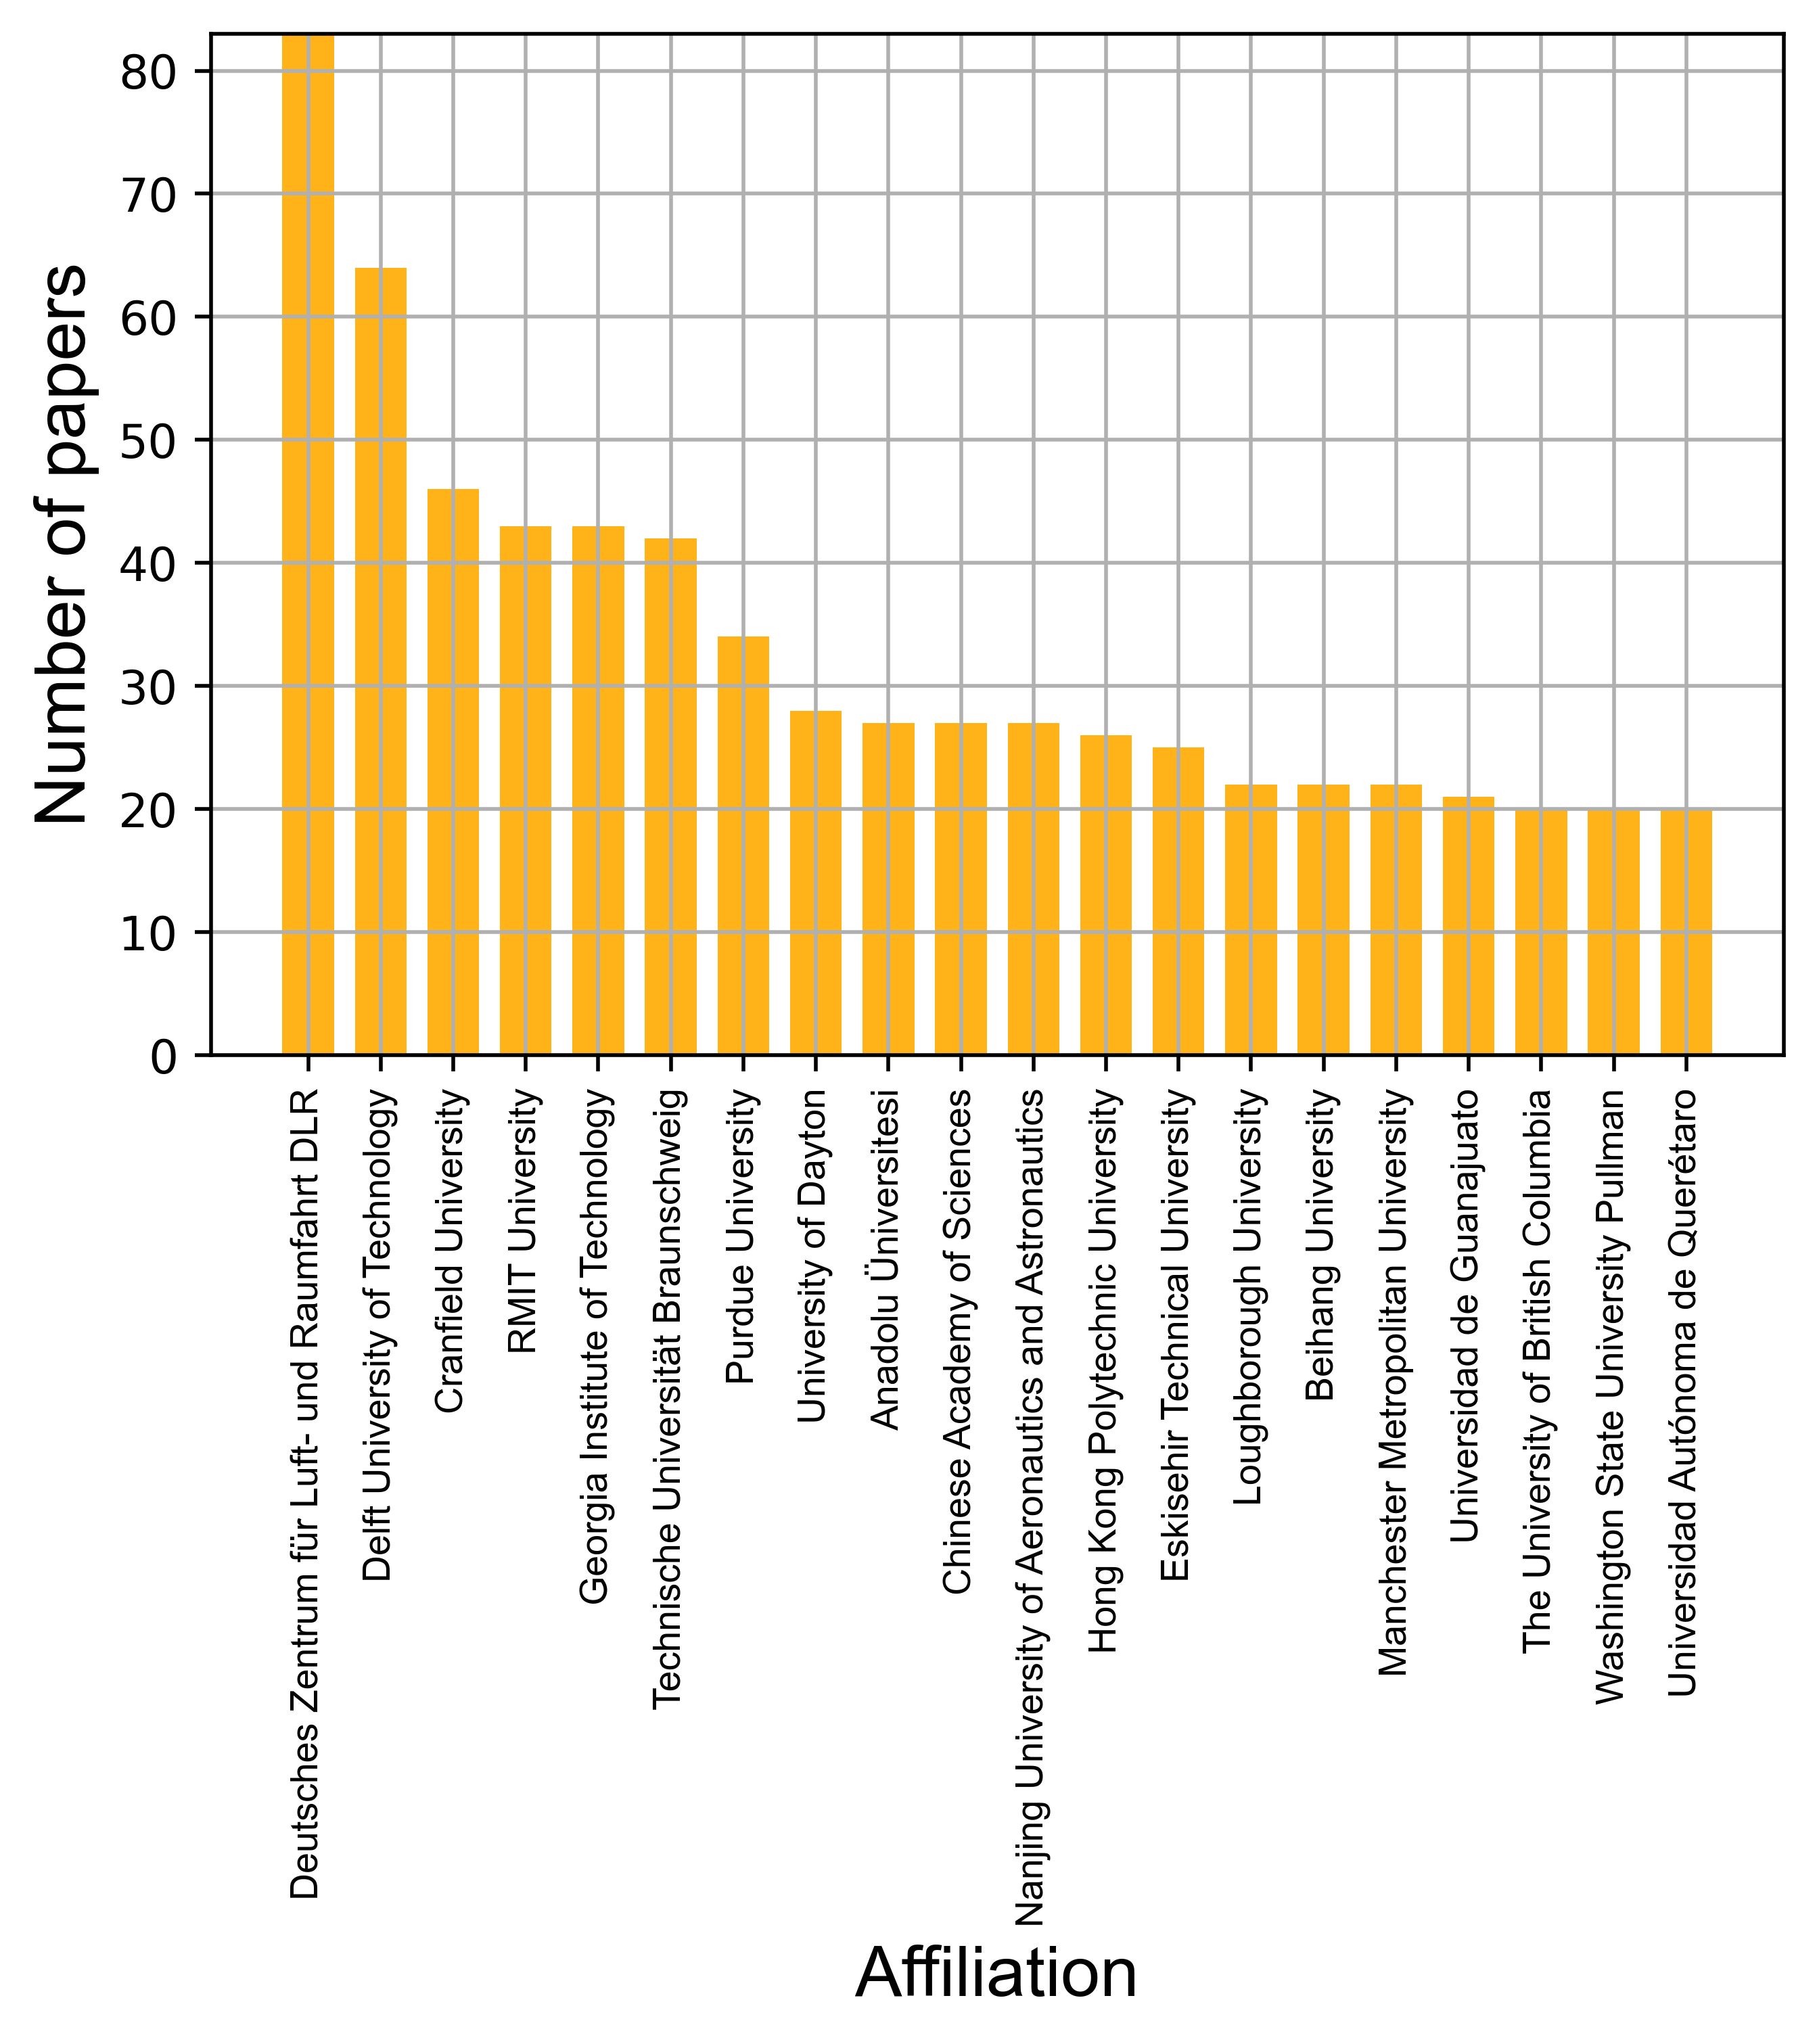 Number of papers
80
70
60
50
40
30
20
10
0
Deutsches Zentrum für Luft- und Raumfahrt DLR
Delft University of Technology
Cranfield University
RMIT University
Georgia Institute of Technology
Technische Universität Braunschweig
Purdue University
University of Dayton
Anadolu Üniversitesi
Chinese Academy of Sciences
Nanjing University of Aeronautics and Astronautics
Hong Kong Polytechnic University
Eskisehir Technical University
Loughborough University
Beihang University
Manchester Metropolitan University
Universidad de Guanajuato
The University of British Columbia
Washington State University Pullman
Universidad Autónoma de Querétaro
Affiliation